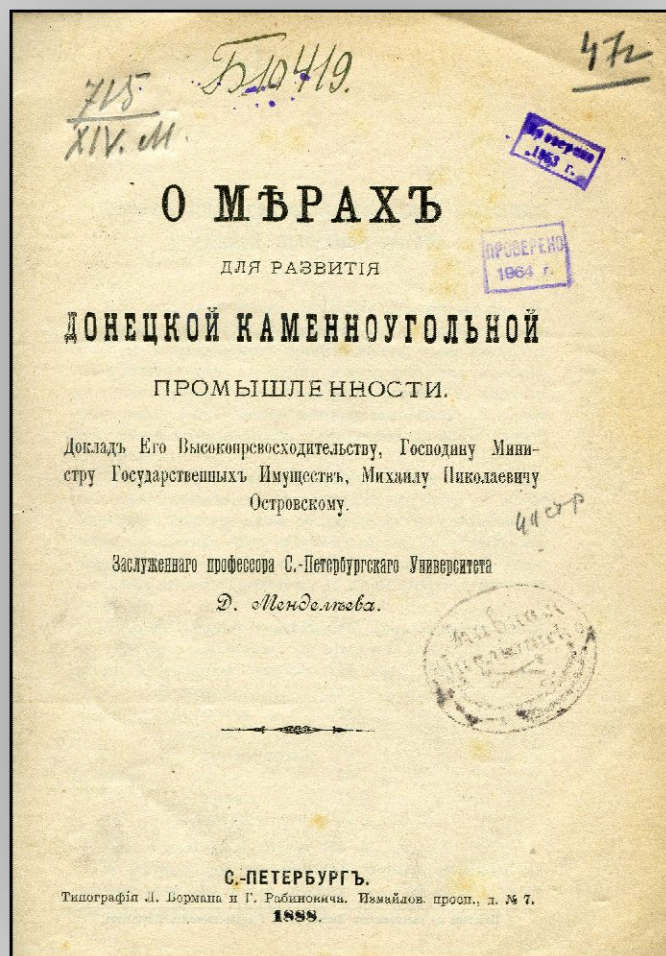 Б10419.
47г
715
XIV. М.
Проверено
1963 г.
О МѢРАХЪ
ПРОВЕРЕНО
1964 г.
ДЛЯ РАЗВИТІЯ
ДОНЕЦКОЙ КАМЕННОУГОЛЬНОЙ
ПРОМЫШЛЕННОСТИ.
Докладъ Его Высокопревосходительству, Господину Мини-
стру Государственныхъ Имуществъ, Михаилу Николаевичу
Островскому.
44 стр
Заслуженнаго профессора С.-Петербургскаго Университета
Д. Менделѣева.
С.-ПЕТЕРБУРГЪ.
Типографія Л. Бормана и Г. Рабиновича. Измайлов. просп., д. № 7.
1888.